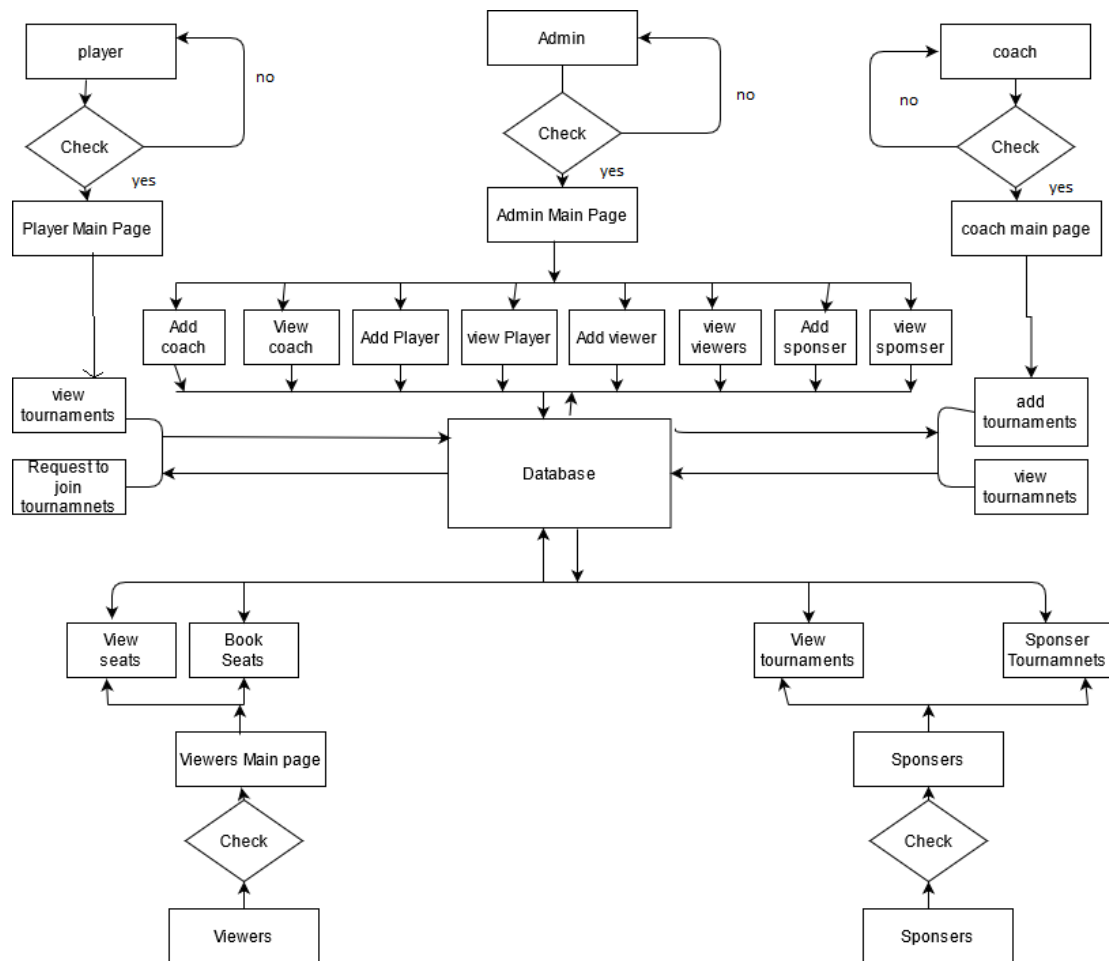 player
Admin
coach
no
no
no
Check
Check
Check
yes
yes
yes
Player Main Page
Admin Main Page
coach main page
Add
coach
View
coach
Add Player
view Player
Add viewer
view
viewers
Add
sponser
view
spomser
view
tournaments
add
tournaments
Request to
join
tournamnets
Database
view
tournamnets
View
seats
Book
Seats
View
tournaments
Sponser
Tournamnets
Viewers Main page
Sponsers
Check
Check
Viewers
Sponsers